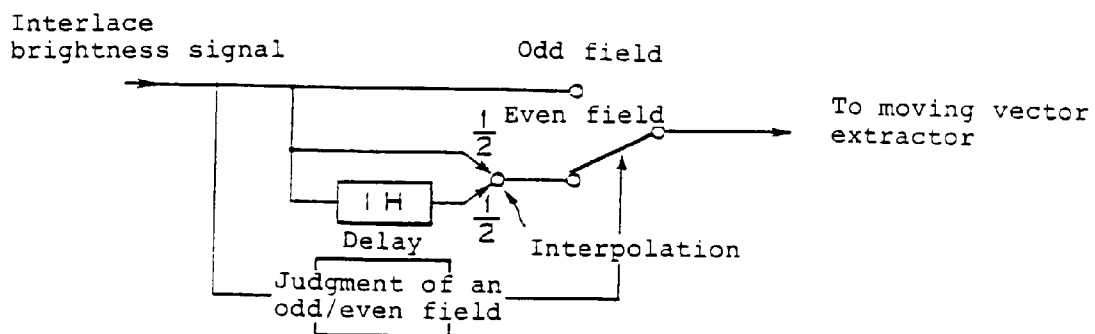 Interlace
brightness signal
Odd field
Even field
To moving vector
extractor
1/2
1 H
1/2
Delay
Interpolation
Judgment of an
odd/even field